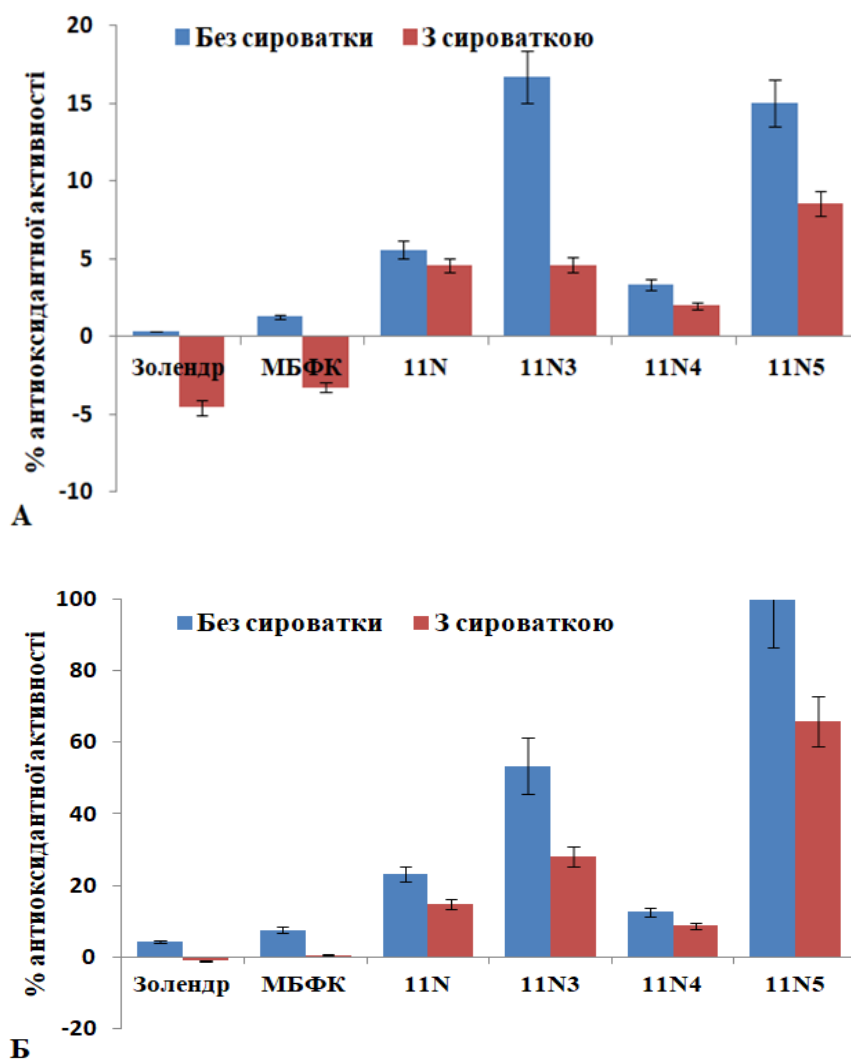 % антиоксидантної активності
Без сироватки З сироваткою
20
15
10
5
0
-5
-10
Золендр МБФК 11N 11N3 11N4 11N5
А
% антиоксидантної активності
Без сироватки З сироваткою
100
80
60
40
20
0
-20
Золендр МБФК 11N 11N3 11N4 11N5
Б